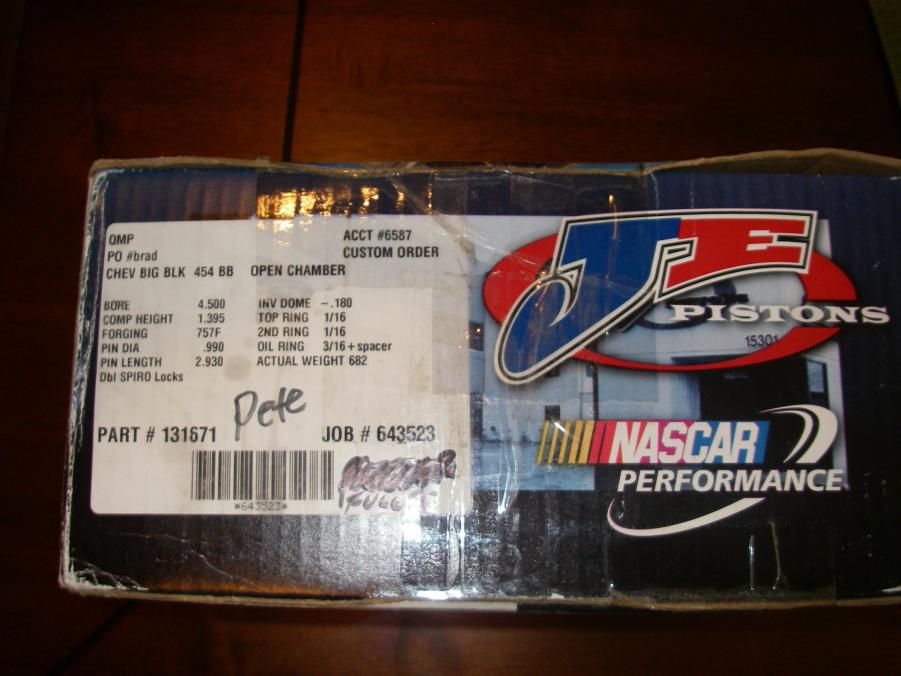 QMP
PO #brad
ACCT #6587
CUSTOM ORDER
CHEV BIG BLK 454 BB OPEN CHAMBER
BORE 4.500
COMP HEIGHT 1.395
FORGING 757F
PIN DIA .990
PIN LENGTH 2.930
Dbl SPIRO Locks
INV DOME -.180
TOP RING 1/16
2ND RING 1/16
OIL RING 3/16+spacer
ACTUAL WEIGHT 682
Pete
PART # 131671
JOB # 643523
*643523*
JE
PISTONS
15301
NASCAR
PERFORMANCE